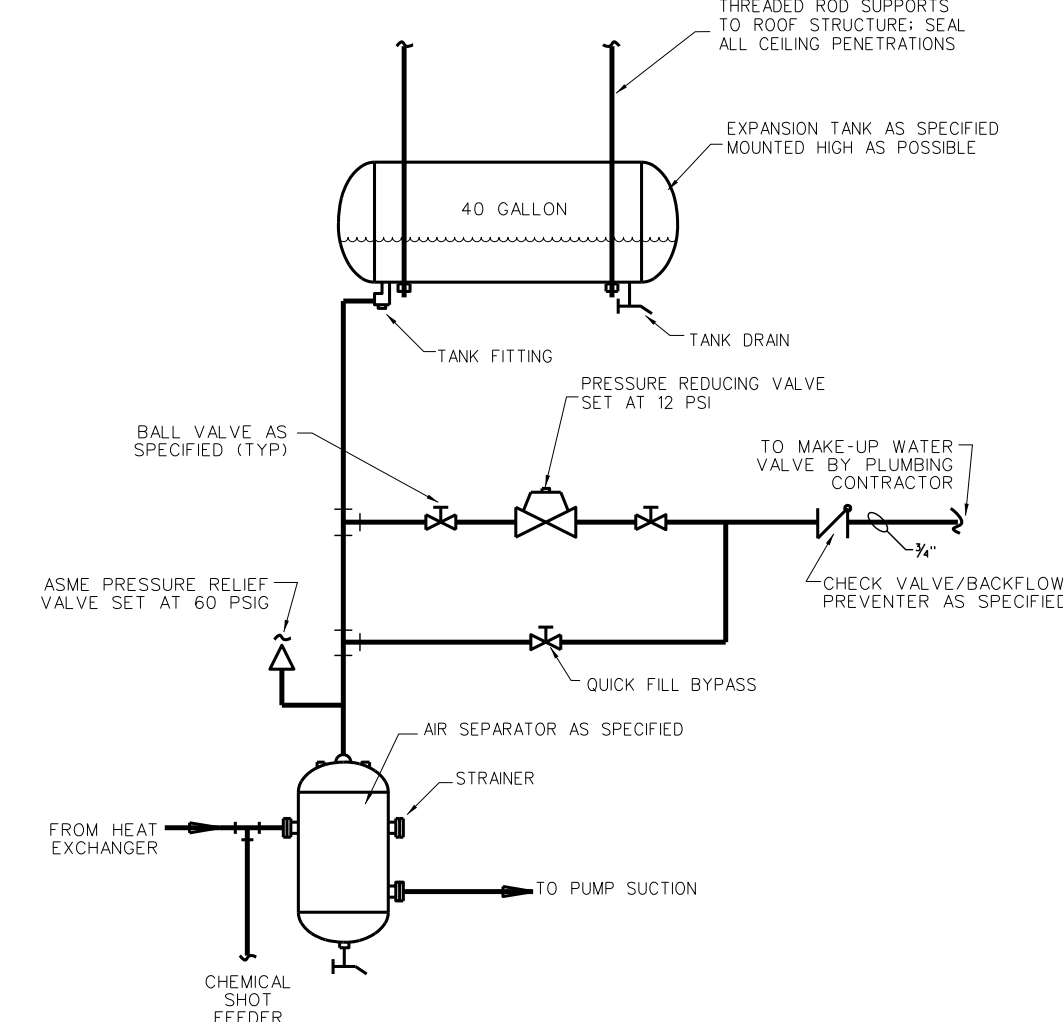 THREADED ROD SUPPORTS
TO ROOF STRUCTURE; SEAL
ALL CEILING PENETRATIONS
EXPANSION TANK AS SPECIFIED
MOUNTED HIGH AS POSSIBLE
40 GALLON
TANK DRAIN
TANK FITTING
PRESSURE REDUCING VALVE
SET AT 12 PSI
BALL VALVE AS
SPECIFIED (TYP)
TO MAKE-UP WATER
VALVE BY PLUMBING
CONTRACTOR
3/4"
CHECK VALVE/BACKFLOW
PREVENTER AS SPECIFIED
ASME PRESSURE RELIEF
VALVE SET AT 60 PSIG
QUICK FILL BYPASS
AIR SEPARATOR AS SPECIFIED
STRAINER
FROM HEAT
EXCHANGER
TO PUMP SUCTION
CHEMICAL
SHOT
FEEDER